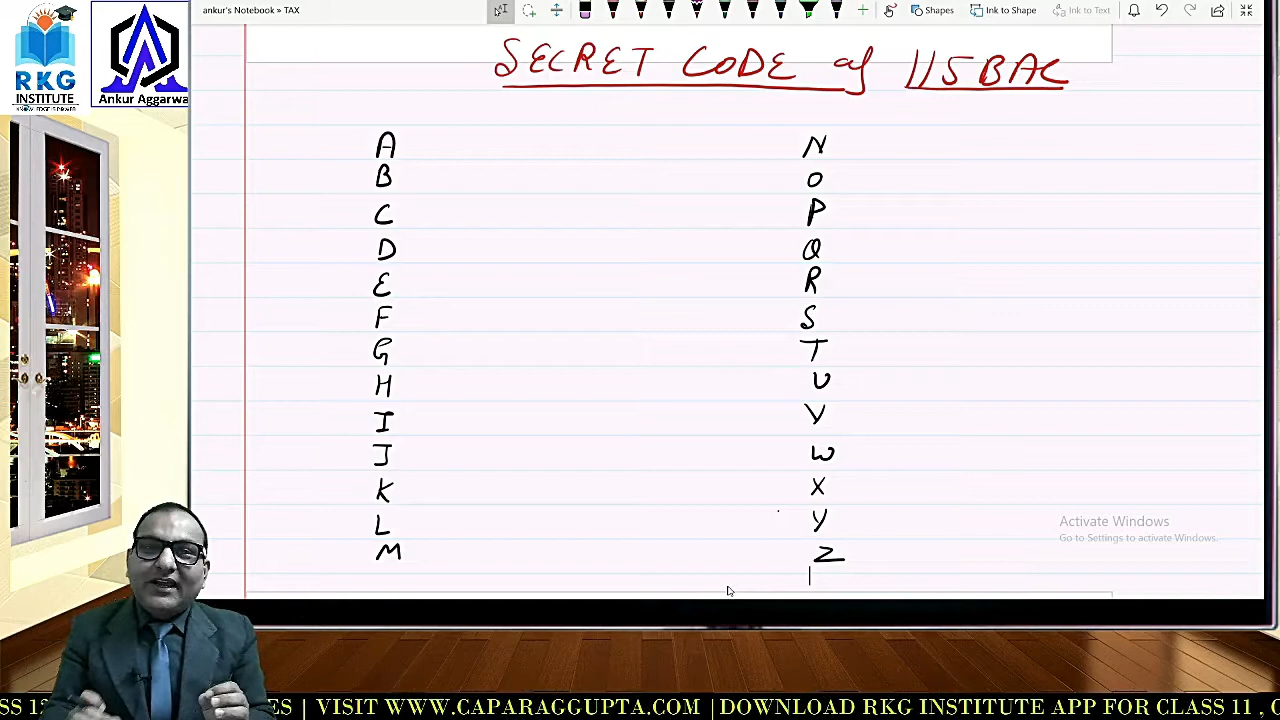 ankur's Notebook » TAX
Shapes
Ink to Shape
Ink to Text
RKG
INSTITUTE
Ankur Aggarwa
SECRET CODE of 115BAC
A
B
C
D
E
F
G
H
I
J
K
L
M
N
O
P
Q
R
S
T
U
V
W
X
Y
Z
Activate Windows
Go to Settings to activate Windows.
ES | VISIT WWW.CAPARAGGUPTA.COM | DOWNLOAD RKG INSTITUTE APP FOR CLASS 11 ,